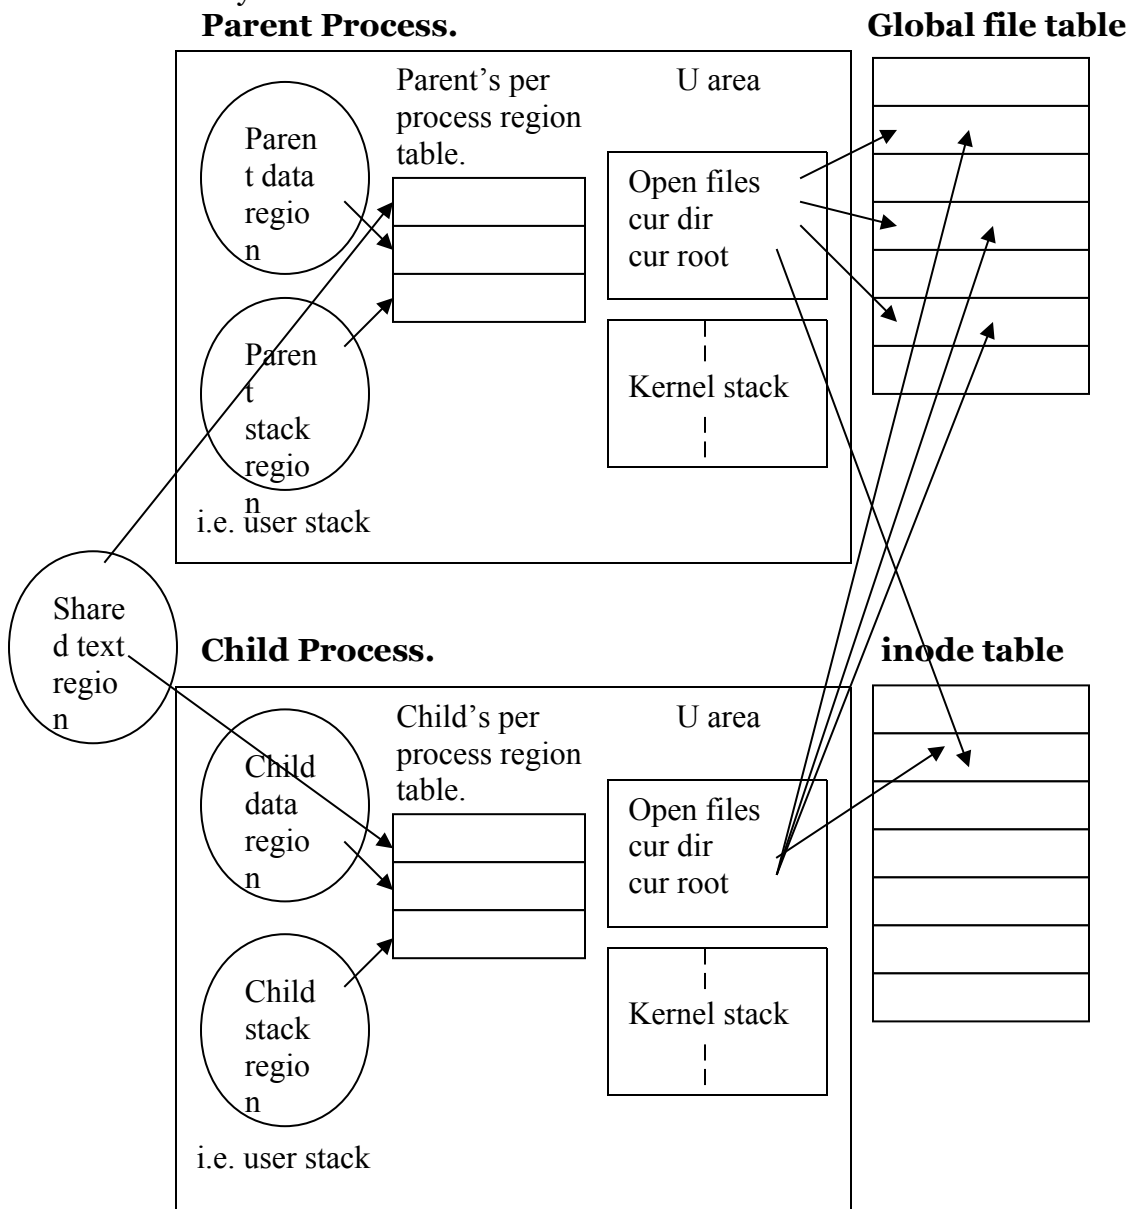 Parent Process.
Global file table
Parent’s per
process region
table.
U area
Paren
t data
regio
n
Open files
cur dir
cur root
Paren
t
stack
regio
n
Kernel stack
i.e. user stack
Share
d text
regio
n
Child Process.
inode table
Child’s per
process region
table.
U area
Child
data
regio
n
Open files
cur dir
cur root
Child
stack
regio
n
Kernel stack
i.e. user stack